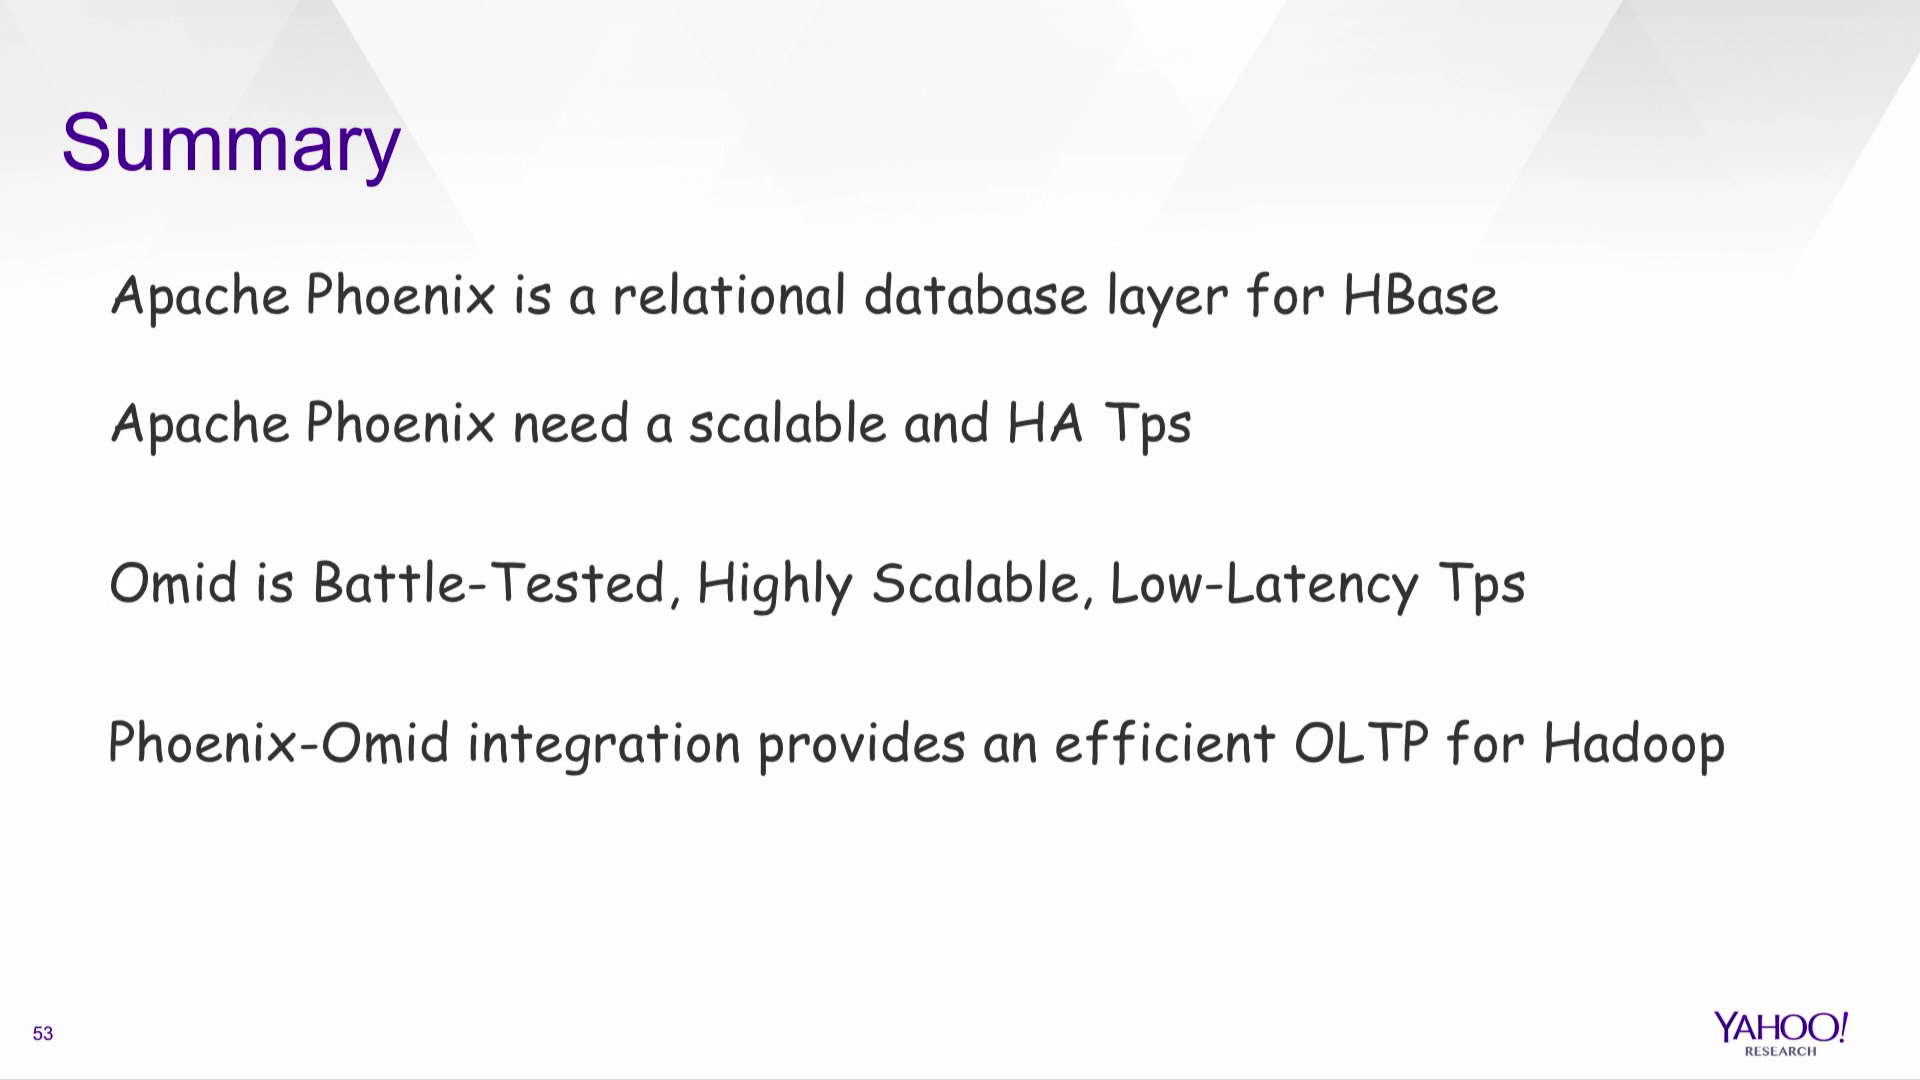 Summary
Apache Phoenix is a relational database layer for HBase
Apache Phoenix need a scalable and HA Tps
Omid is Battle-Tested, Highly Scalable, Low-Latency Tps
Phoenix-Omid integration provides an efficient OLTP for Hadoop
53
YAHOO!
RESEARCH